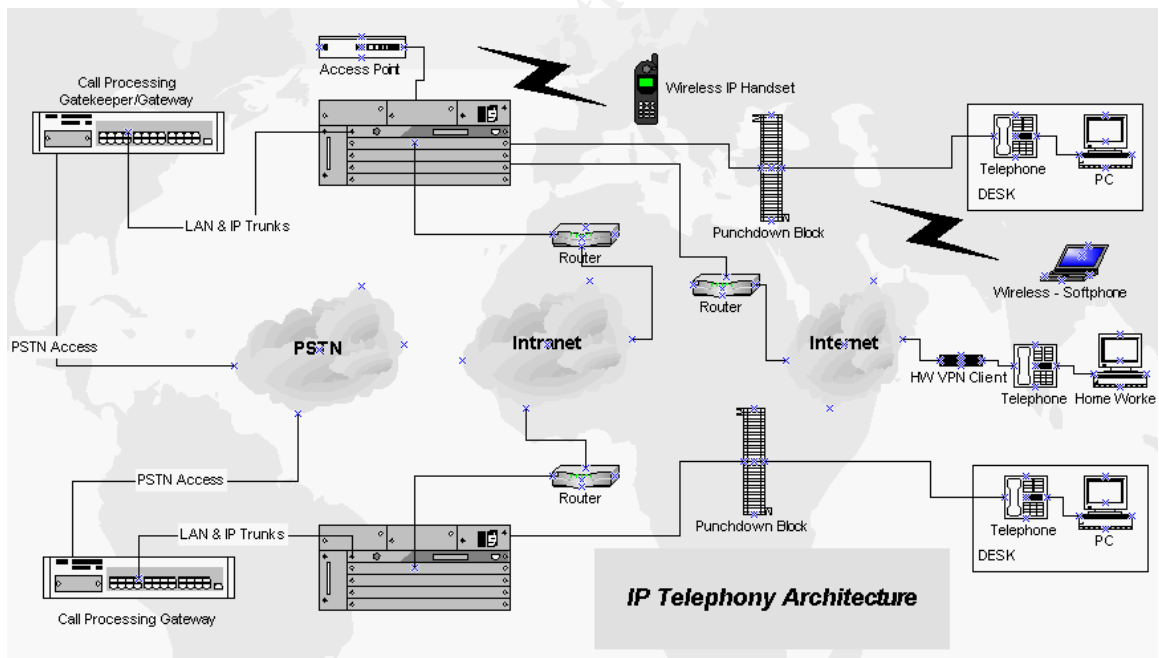 Access Point
Call Processing
Gatekeeper/Gateway
Wireless IP Handset
Telephone
PC
DESK
LAN & IP Trunks
Punchdown Block
Router
Router
Wireless - Softphone
PSTN Access
PSTN
Intranet
Internet
HW VPN Client
Telephone
Home Worke
PSTN Access
Router
Punchdown Block
Telephone
PC
DESK
LAN & IP Trunks
Call Processing Gateway
IP Telephony Architecture